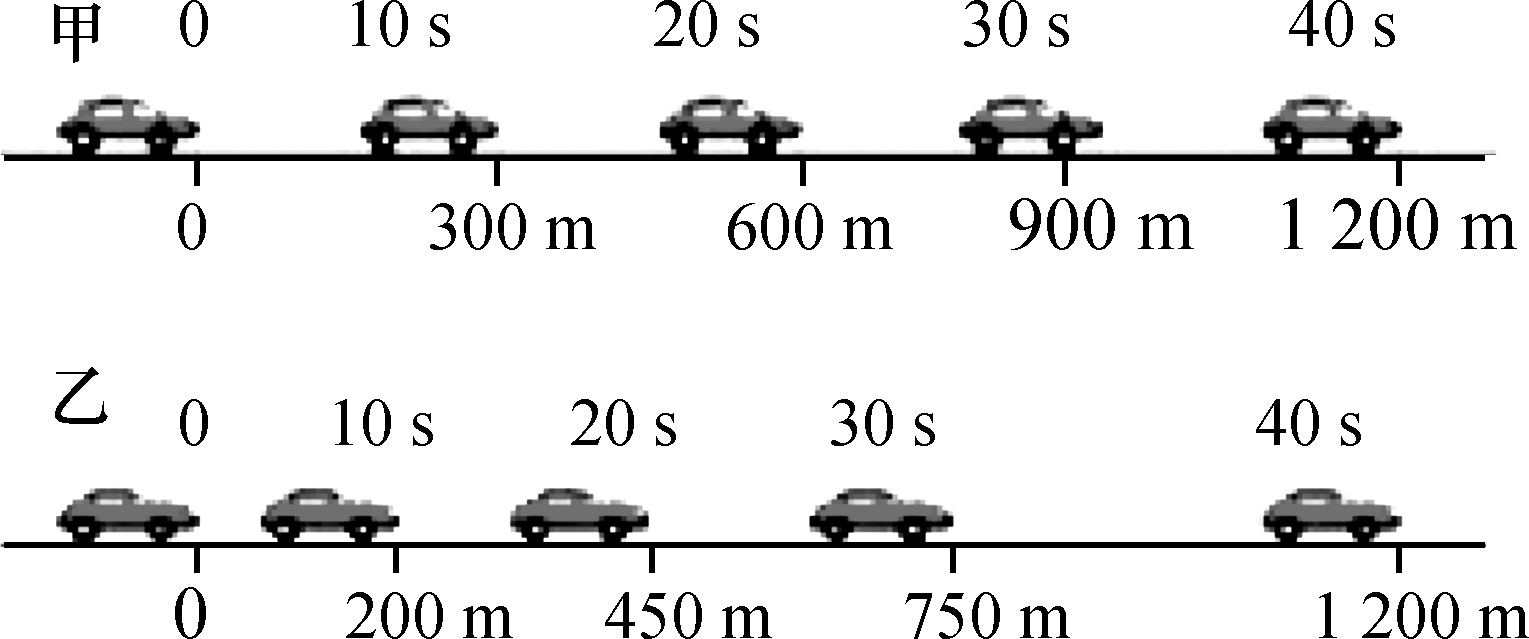 甲 0 10 s 20 s 30 s 40 s
0 300 m 600 m 900 m 1 200 m
乙 0 10 s 20 s 30 s 40 s
0 200 m 450 m 750 m 1 200 m